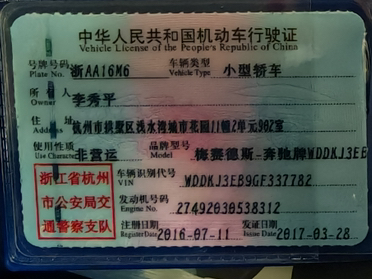 中华人民共和国机动车行驶证
Vehicle License of the People's Republic of China
号牌号码 浙AA16M6 车辆类型 小型轿车
Plate No. Vehicle Type
所有人 李秀平
Owner
住址 杭州市拱墅区浅水湾城市花园11幢2单元902室
Address
使用性质 非营运 品牌型号 梅赛德斯-奔驰牌WDDKJ3EB
Use Character Model
浙江省杭州
市公安局交
通警察支队
车辆识别代号 WDDKJ3EB9GF337782
VIN
发动机号码 27492030538312
Engine No.
注册日期 2016-07-11 发证日期 2017-03-28
Register Date Issue Date